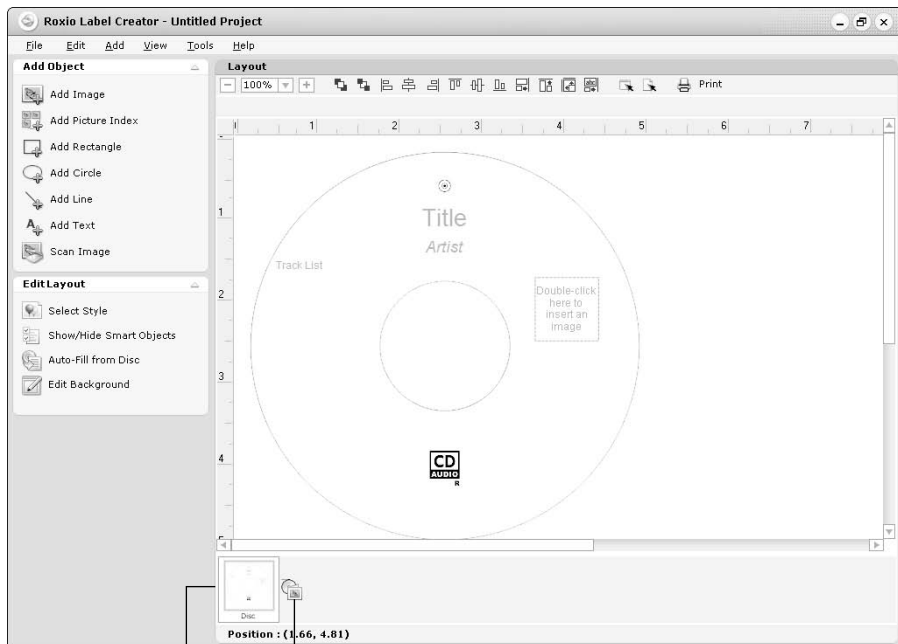 Roxio Label Creator - Untitled Project
File Edit Add View Tools Help
Add Object
Add Image
Add Picture Index
Add Rectangle
Add Circle
Add Line
Add Text
Scan Image
Edit Layout
Select Style
Show/Hide Smart Objects
Auto-Fill from Disc
Edit Background
Layout
100% Print
1 2 3 4 5 6 7
1
2
3
4
5
Title
Artist
Track List
Double-click
here to
insert an
image
CD
AUDIO
R
Disc
Position : (1.66, 4.81)